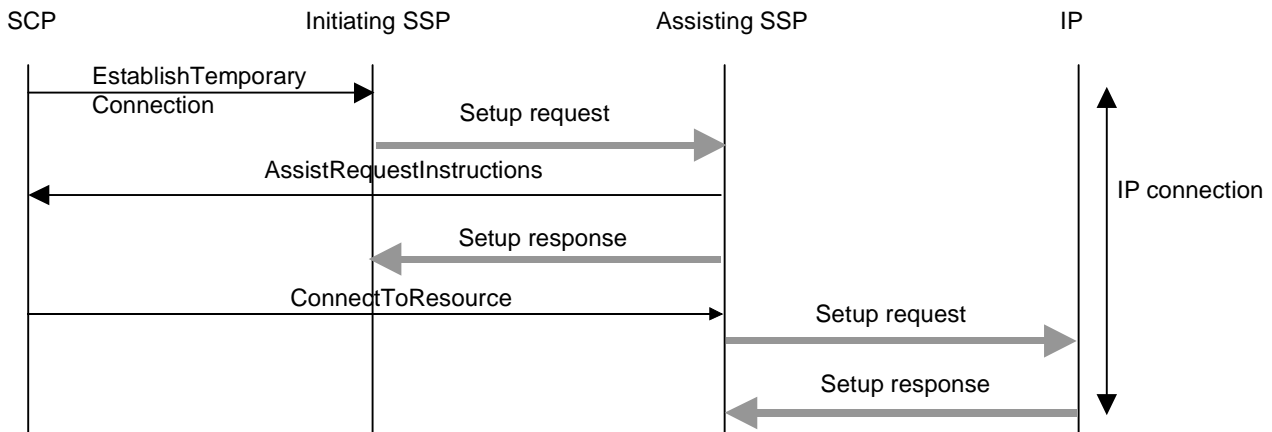 SCP
Initiating SSP
Assisting SSP
IP
EstablishTemporary
Connection
Setup request
AssistRequestInstructions
IP connection
Setup response
ConnectToResource
Setup request
Setup response